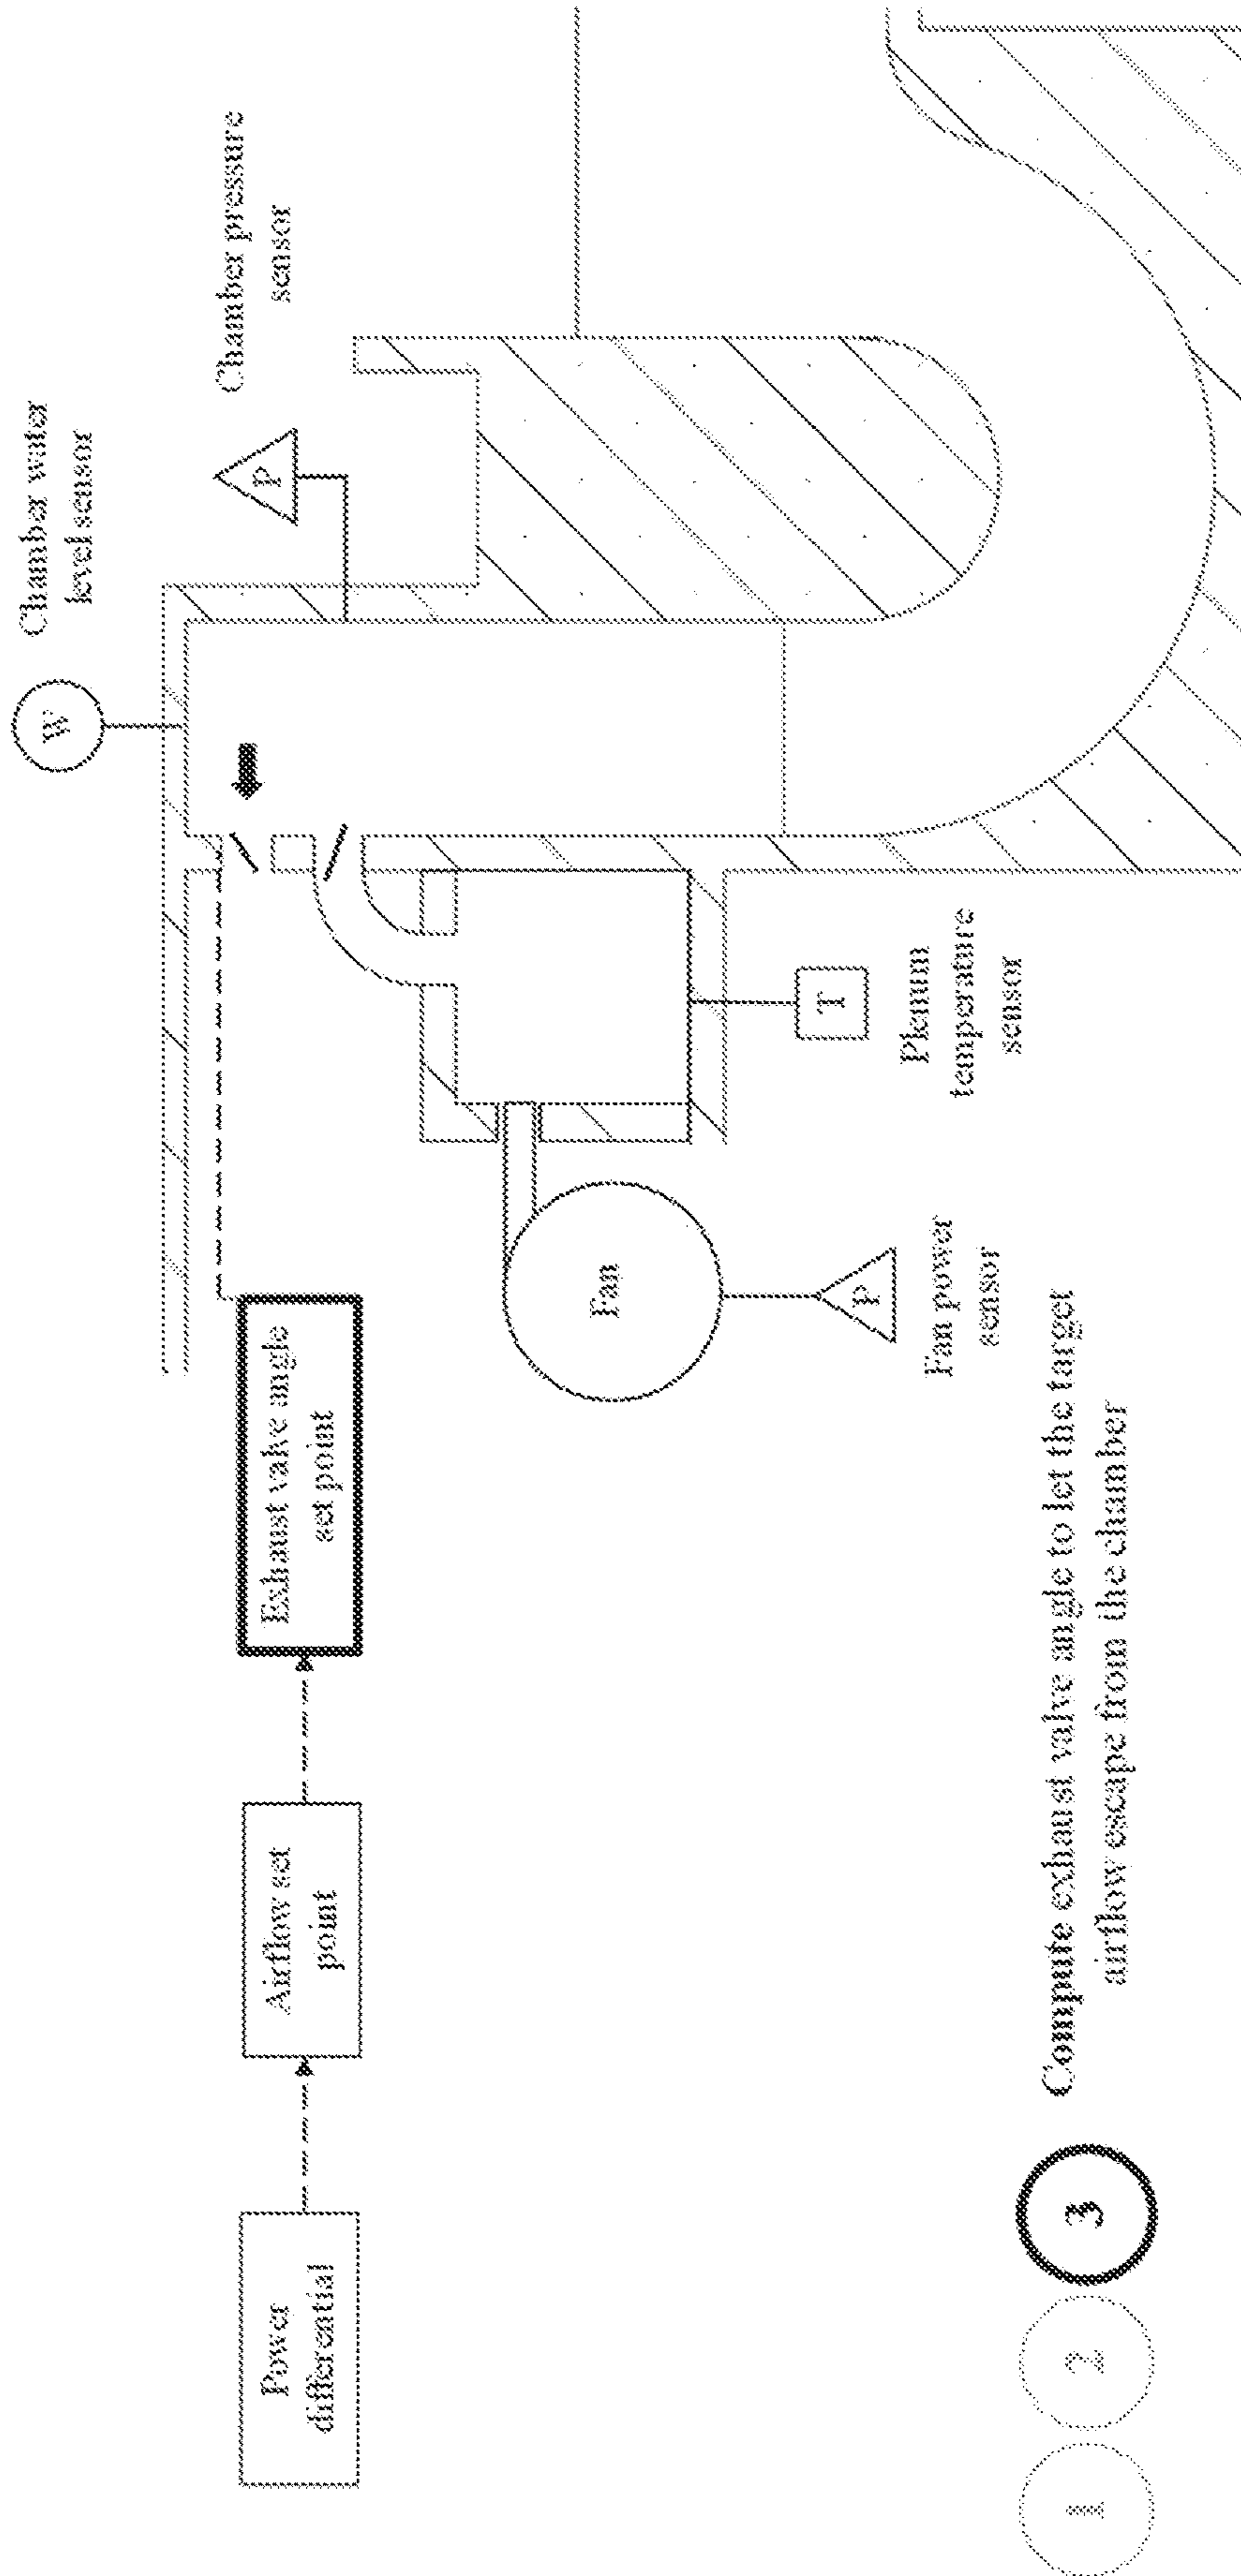 Power
differential
Airflow set
point
Exhaust valve angle
set point
W
Chamber water
level sensor
P
Chamber pressure
sensor
Fan
T
Plenum
temperature
sensor
P
Fan power
sensor
1
2
3
Compute exhaust valve angle to let the target
airflow escape from the chamber